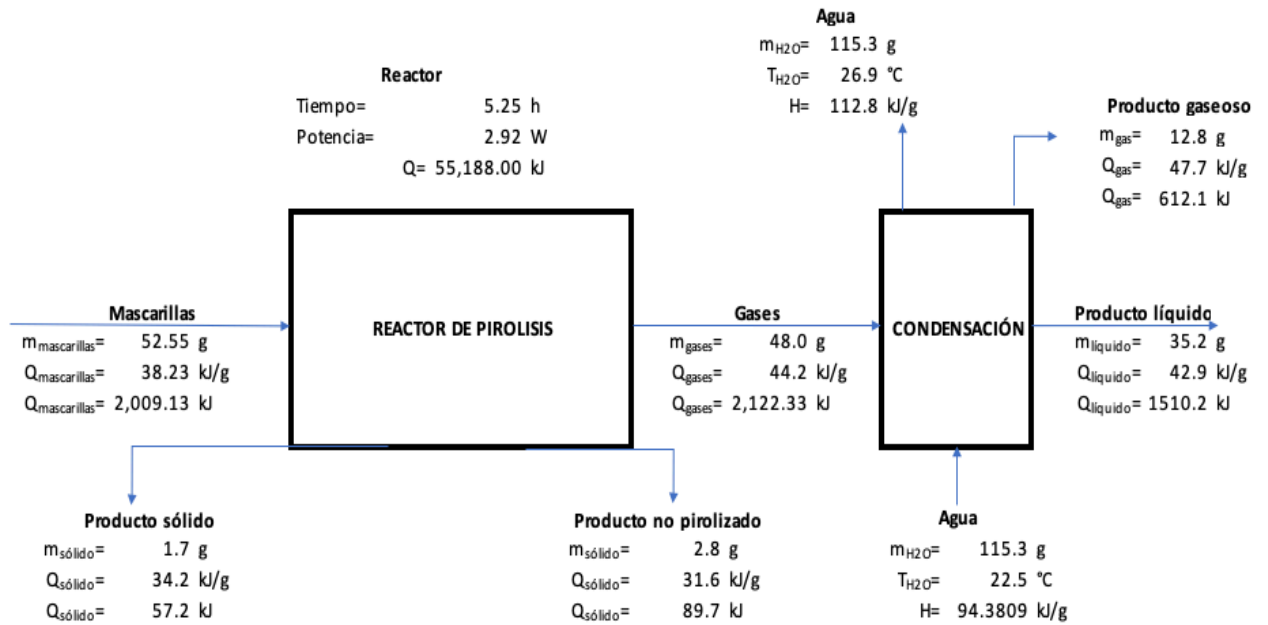 Agua
mH2O= 115.3 g
TH2O= 26.9 °C
H= 112.8 kJ/g
Reactor
Tiempo= 5.25 h
Potencia= 2.92 W
Q= 55,188.00 kJ
Producto gaseoso
mgas= 12.8 g
Qgas= 47.7 kJ/g
Qgas= 612.1 kJ
Mascarillas
mmascarillas= 52.55 g
Qmascarillas= 38.23 kJ/g
Qmascarillas= 2,009.13 kJ
REACTOR DE PIROLISIS
Gases
mgases= 48.0 g
Qgases= 44.2 kJ/g
Qgases= 2,122.33 kJ
CONDENSACIÓN
Producto líquido
mlíquido= 35.2 g
Qlíquido= 42.9 kJ/g
Qlíquido= 1510.2 kJ
Producto sólido
msólido= 1.7 g
Qsólido= 34.2 kJ/g
Qsólido= 57.2 kJ
Producto no pirolizado
msólido= 2.8 g
Qsólido= 31.6 kJ/g
Qsólido= 89.7 kJ
Agua
mH2O= 115.3 g
TH2O= 22.5 °C
H= 94.3809 kJ/g